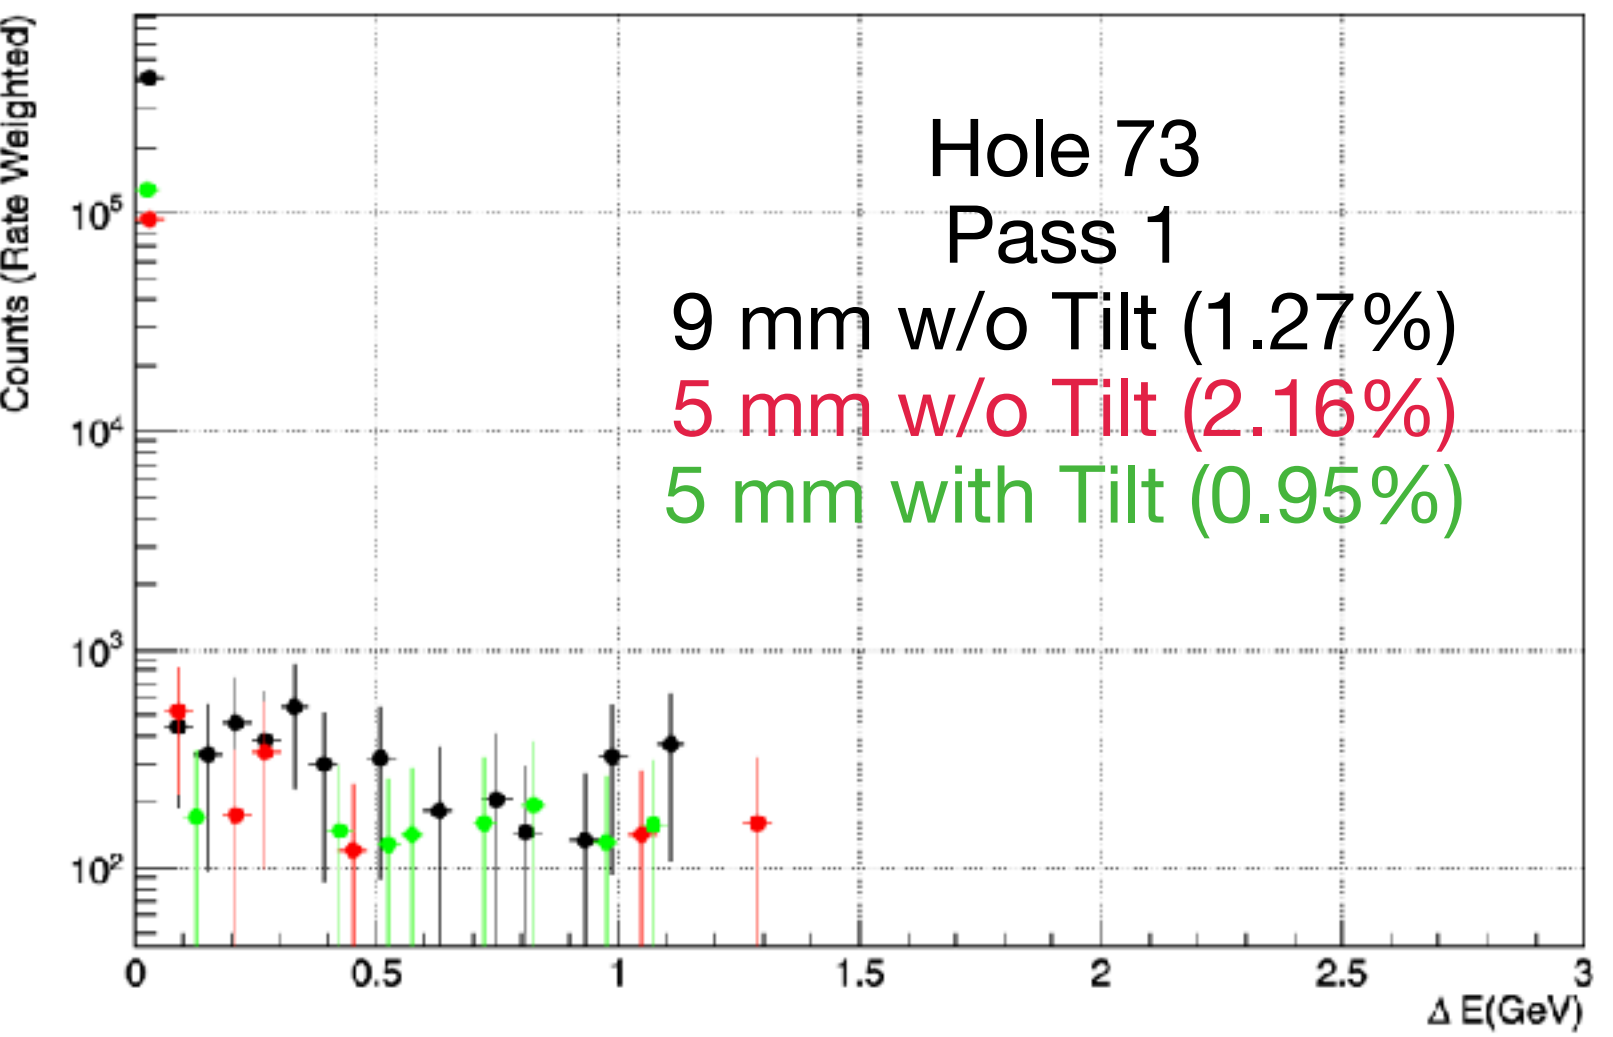 Counts (Rate Weighted)
10⁵
10⁴
10³
10²
Hole 73
Pass 1
9 mm w/o Tilt (1.27%)
5 mm w/o Tilt (2.16%)
5 mm with Tilt (0.95%)
0 0.5 1 1.5 2 2.5 3
Δ E(GeV)